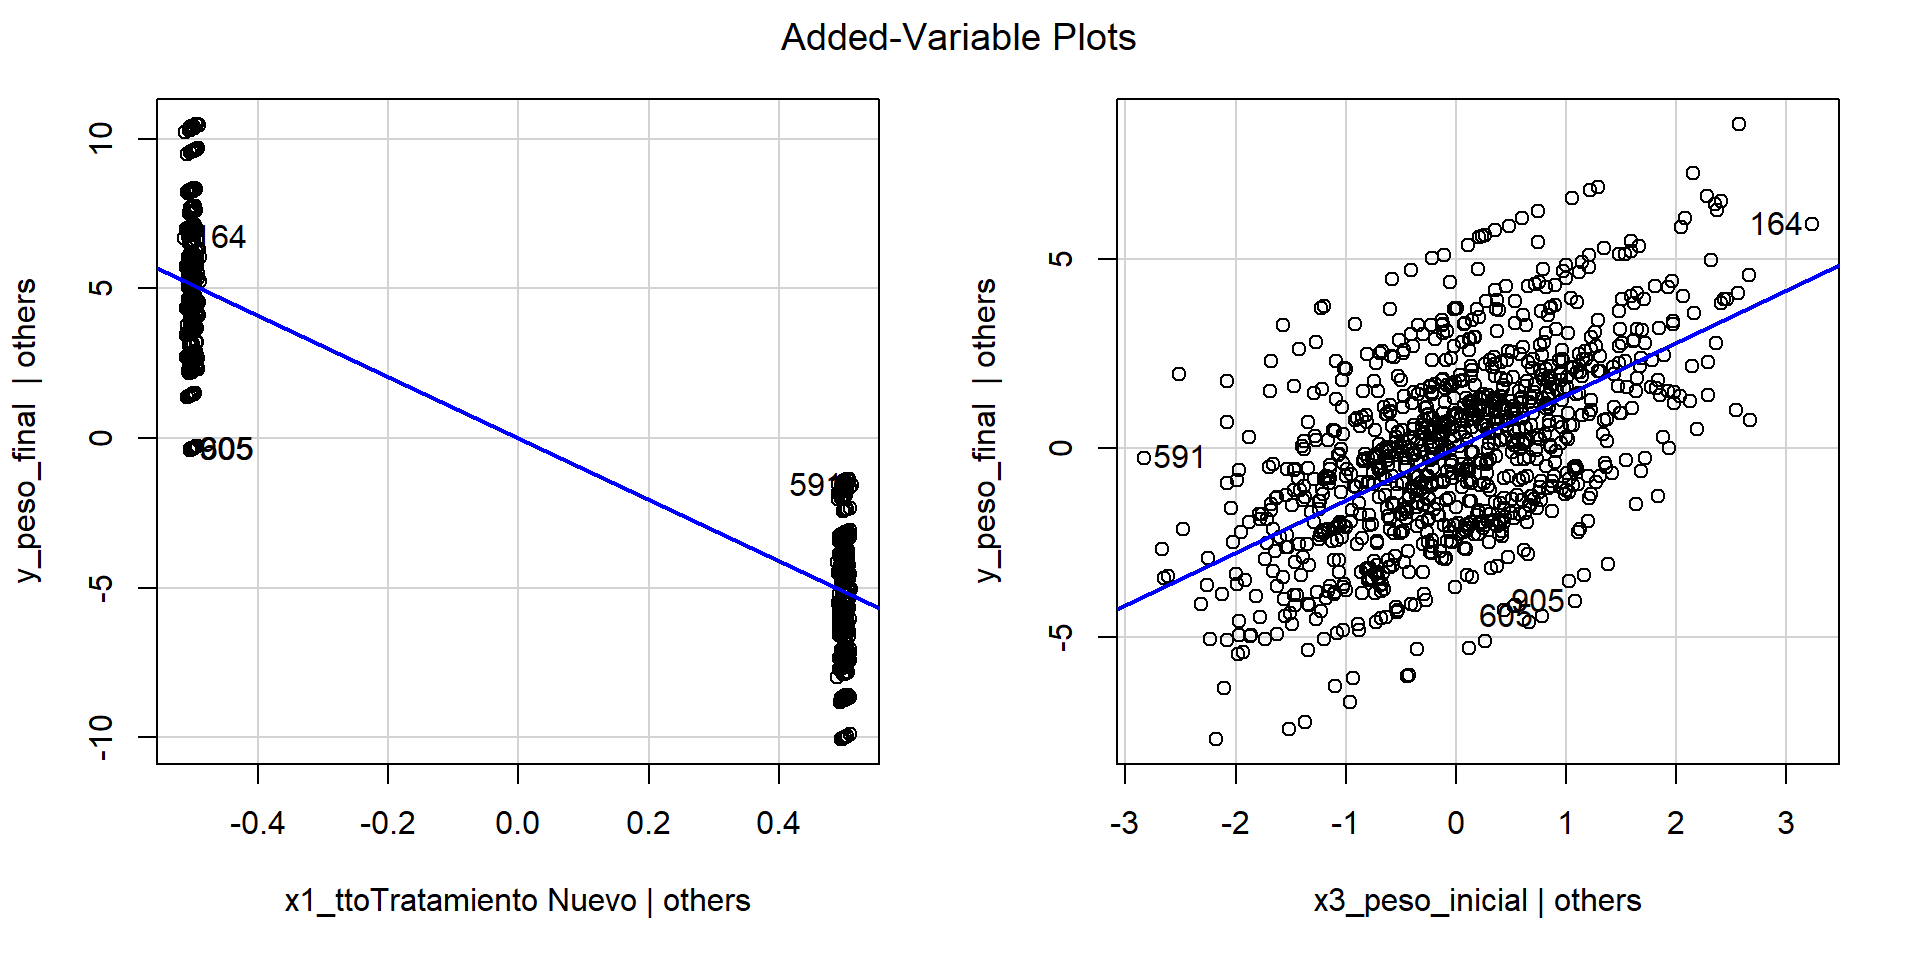 Added-Variable Plots
y_peso_final | others
10
5
0
-5
-10
164
905
591
-0.4 -0.2 0.0 0.2 0.4
x1_ttoTratamiento Nuevo | others
y_peso_final | others
5
0
-5
164
591
905
605
-3 -2 -1 0 1 2 3
x3_peso_inicial | others